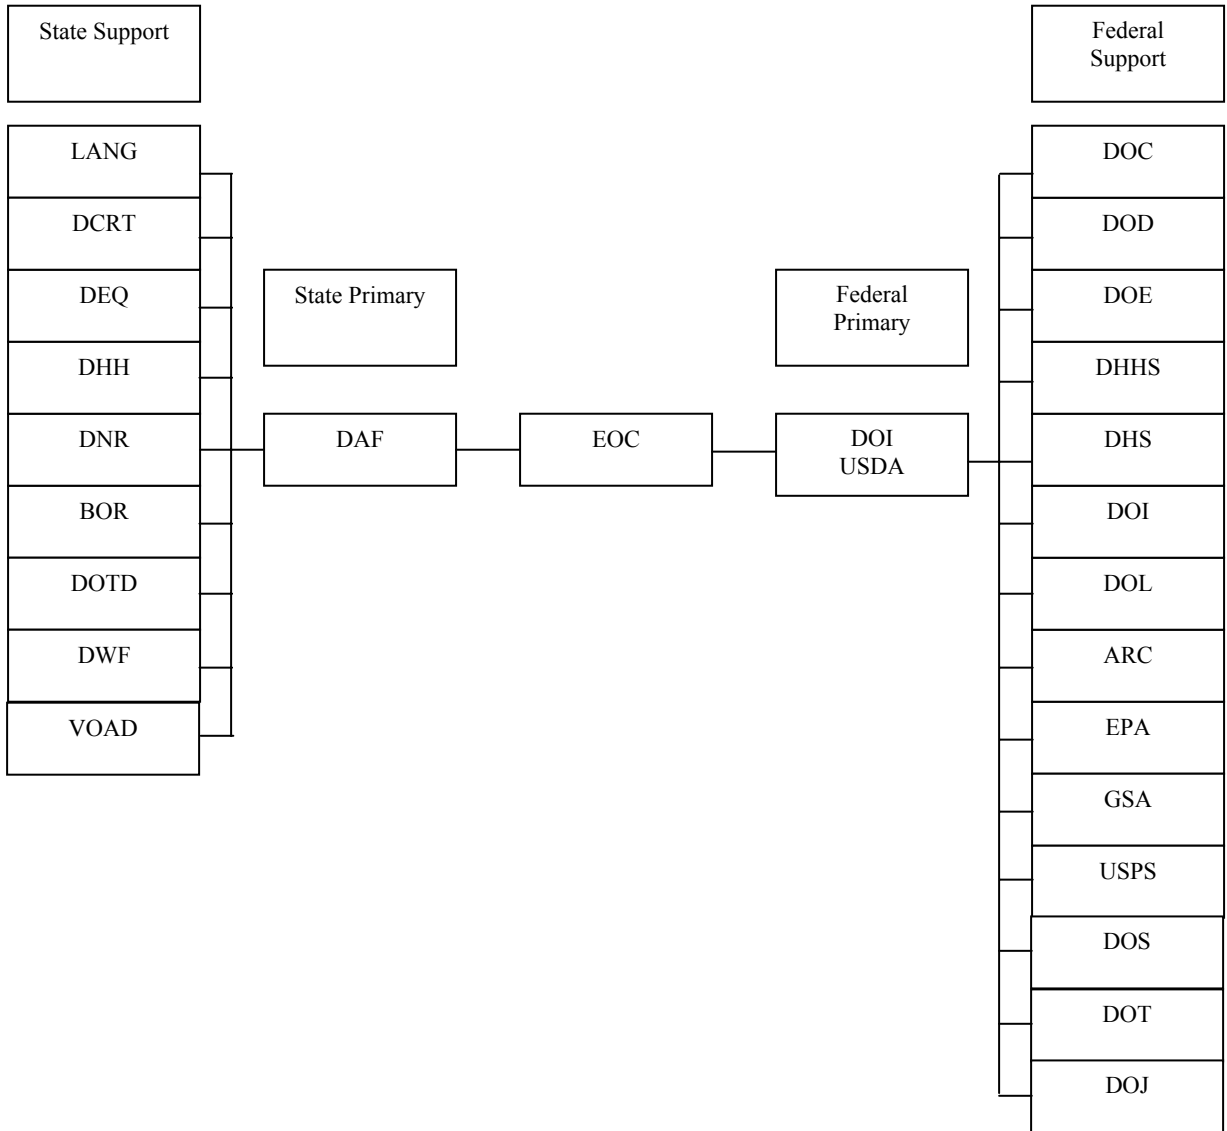 State Support
LANG
DCRT
DEQ
DHH
DNR
BOR
DOTD
DWF
VOAD
State Primary
DAF
EOC
Federal
Primary
DOI
USDA
Federal
Support
DOC
DOD
DOE
DHHS
DHS
DOI
DOL
ARC
EPA
GSA
USPS
DOS
DOT
DOJ